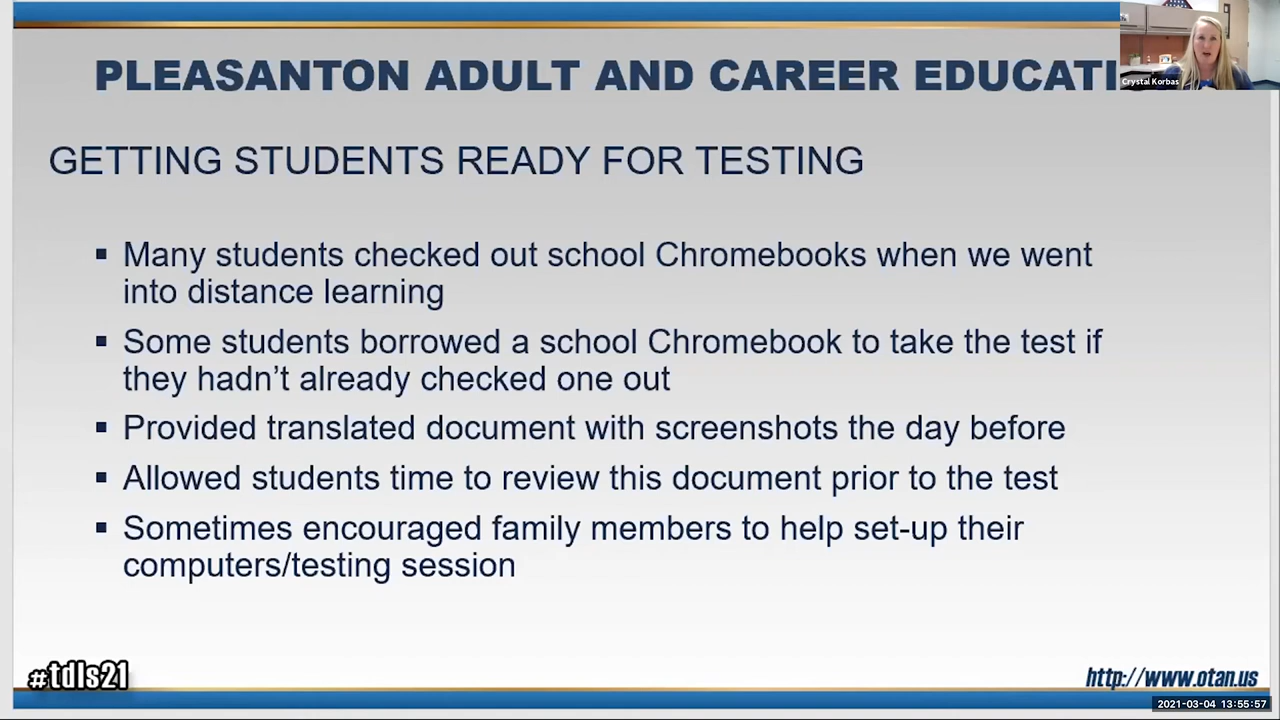 PLEASANTON ADULT AND CAREER EDUCATI
Crystal Korbas
GETTING STUDENTS READY FOR TESTING
▪ Many students checked out school Chromebooks when we went
into distance learning
▪ Some students borrowed a school Chromebook to take the test if
they hadn’t already checked one out
▪ Provided translated document with screenshots the day before
▪ Allowed students time to review this document prior to the test
▪ Sometimes encouraged family members to help set-up their
computers/testing session
#tdls21
http://www.otan.us
2021-03-04 13:55:57